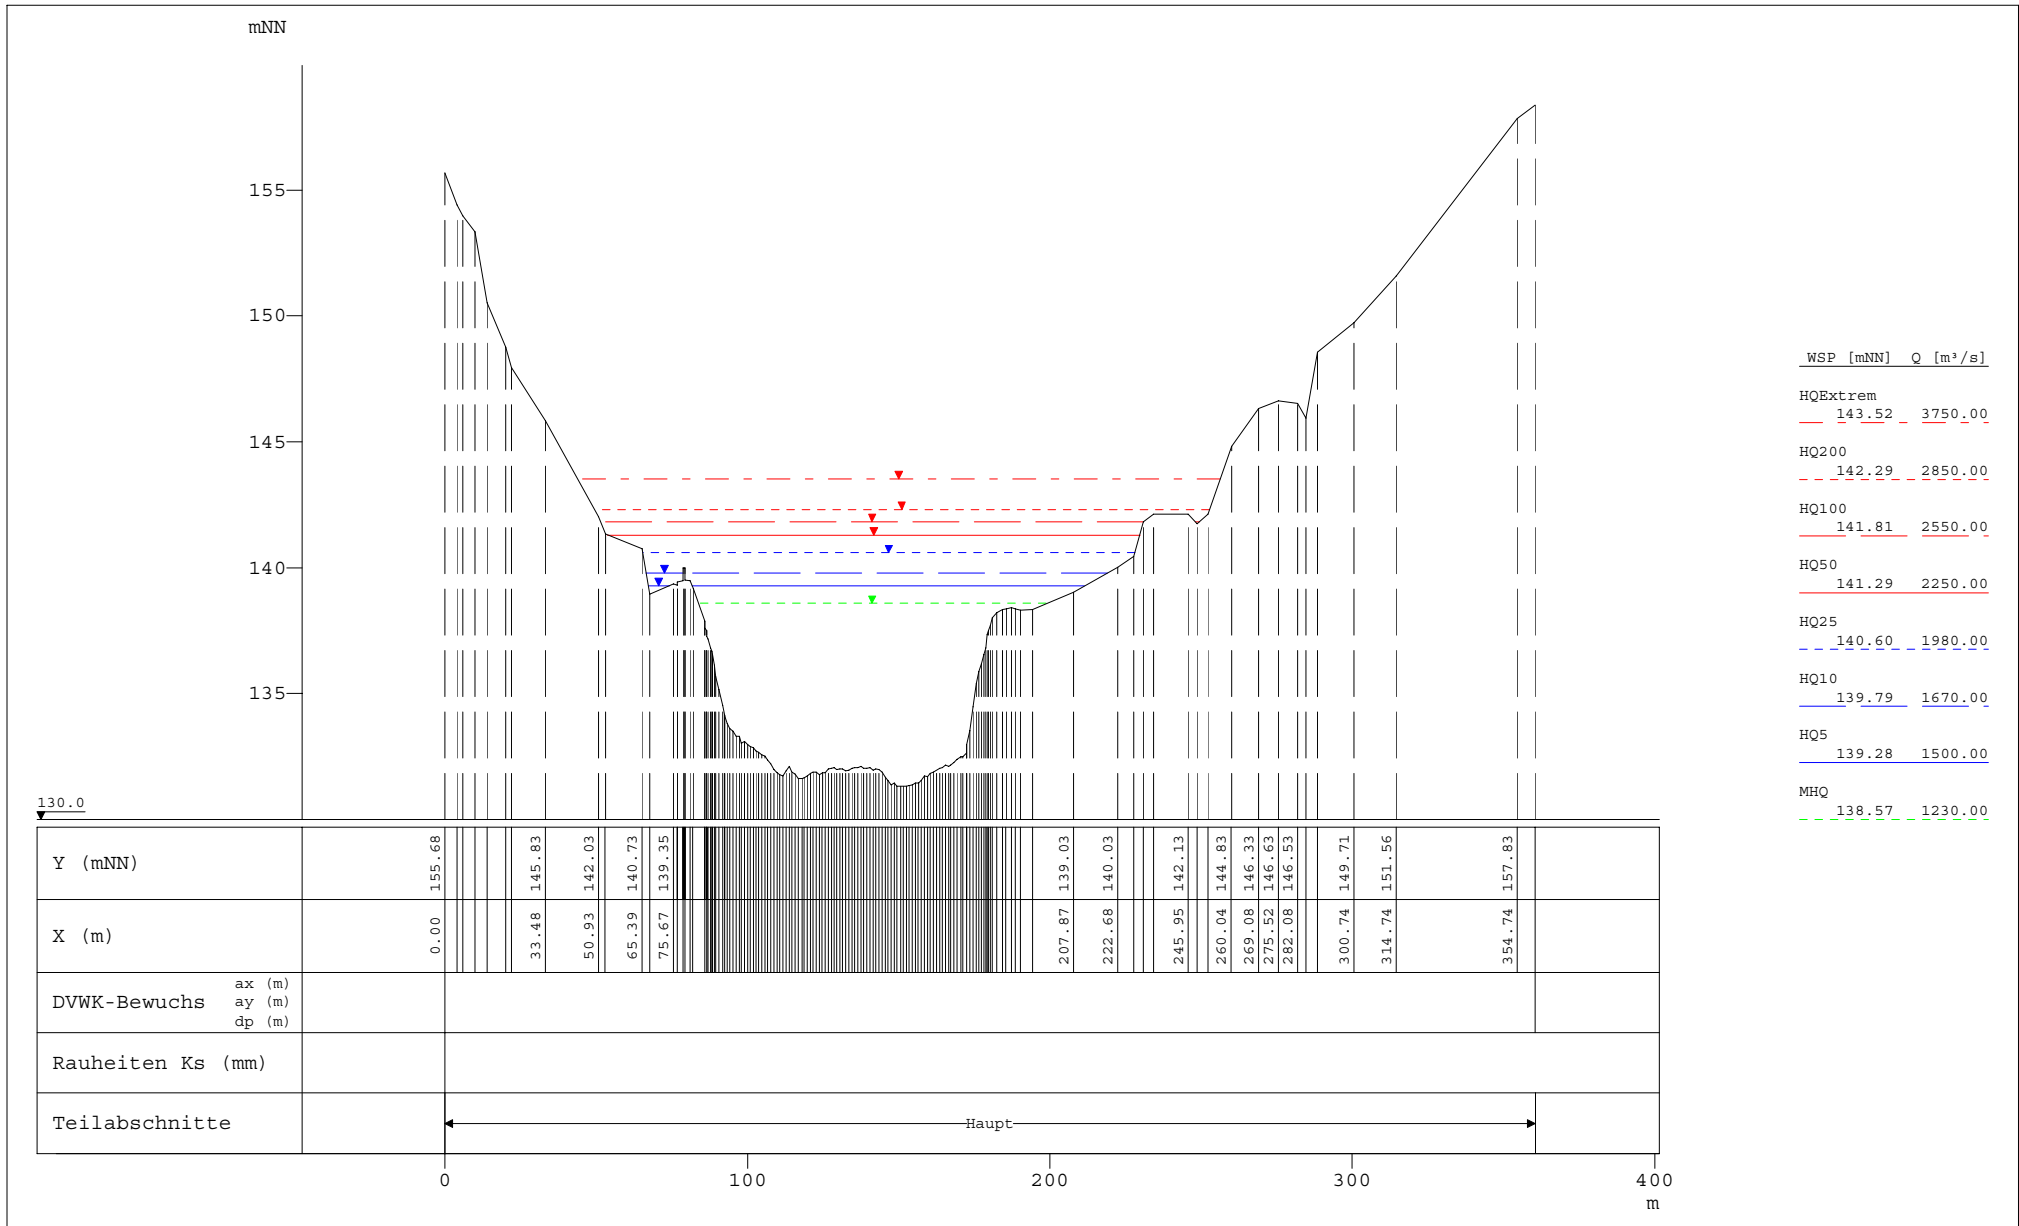 mNN
155
150
145
140
135
130.0
WSP [mNN] Q [m³/s]
HQExtrem
143.52 3750.00
HQ200
142.29 2850.00
HQ100
141.81 2550.00
HQ50
141.29 2250.00
HQ25
140.60 1980.00
HQ10
139.79 1670.00
HQ5
139.28 1500.00
MHQ
138.57 1230.00
Y (mNN) 155.68 145.83 142.03 140.73 139.35 139.03 140.03 142.13 144.83 146.33 146.63 146.53 149.71 151.56 157.83
X (m) 0.00 33.48 50.93 65.39 75.67 207.87 222.68 245.95 260.04 269.08 275.52 282.08 300.74 314.74 354.74
DVWK-Bewuchs
ax (m)
ay (m)
dp (m)
Rauheiten Ks (mm)
Teilabschnitte Haupt
0 100 200 300 400
m